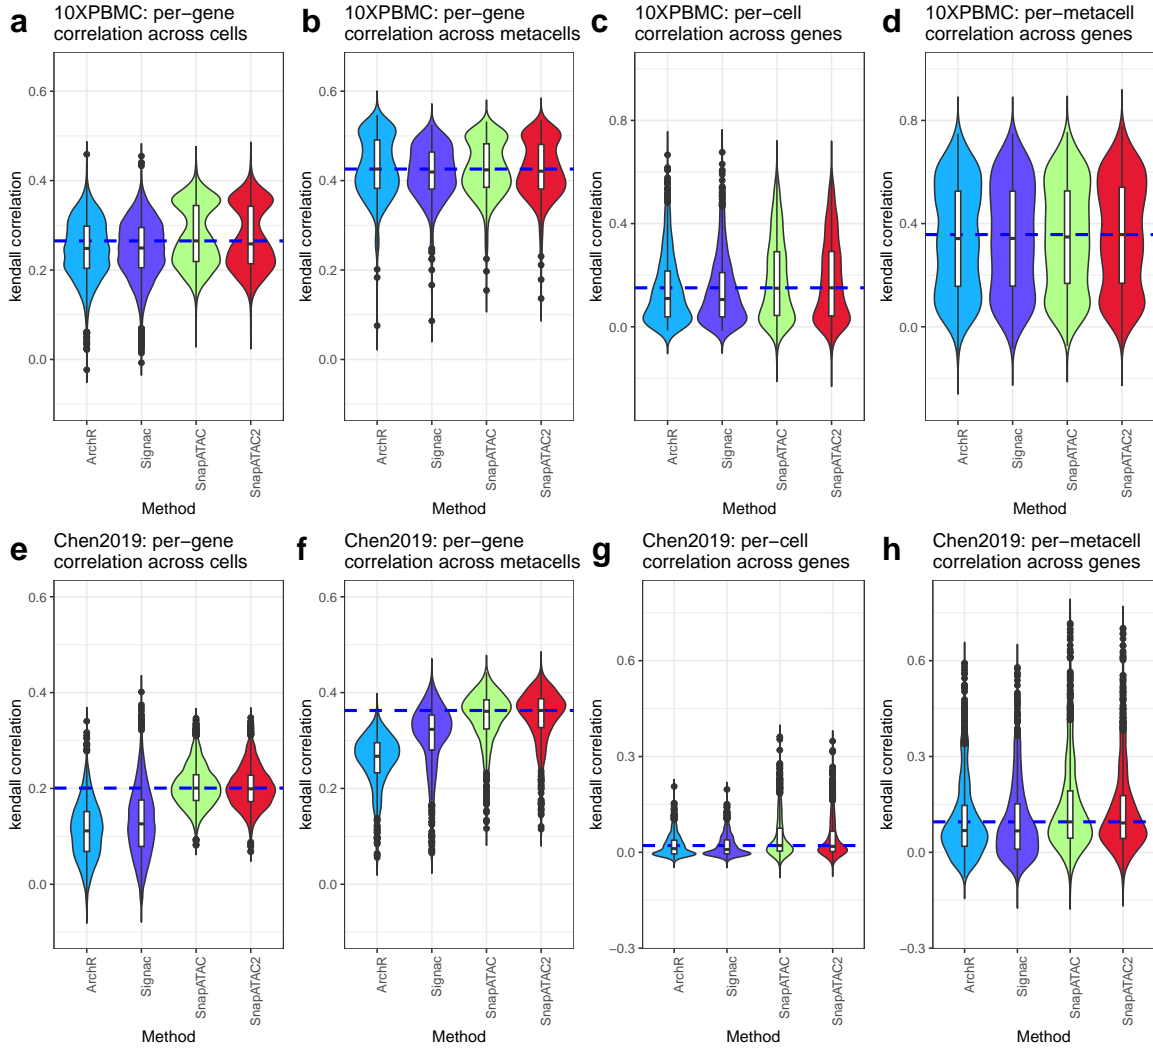 a
10XPBMC: per−gene
correlation across cells
kendall correlation
0.6
0.4
0.2
0.0
ArchR
Signac
SnapATAC
SnapATAC2
Method
b
10XPBMC: per−gene
correlation across metacells
kendall correlation
0.6
0.4
0.2
0.0
ArchR
Signac
SnapATAC
SnapATAC2
Method
c
10XPBMC: per−cell
correlation across genes
kendall correlation
0.8
0.4
0.0
ArchR
Signac
SnapATAC
SnapATAC2
Method
d
10XPBMC: per−metacell
correlation across genes
kendall correlation
0.8
0.4
0.0
ArchR
Signac
SnapATAC
SnapATAC2
Method
e
Chen2019: per−gene
correlation across cells
kendall correlation
0.6
0.4
0.2
0.0
ArchR
Signac
SnapATAC
SnapATAC2
Method
f
Chen2019: per−gene
correlation across metacells
kendall correlation
0.6
0.4
0.2
0.0
ArchR
Signac
SnapATAC
SnapATAC2
Method
g
Chen2019: per−cell
correlation across genes
kendall correlation
0.6
0.3
0.0
−0.3
ArchR
Signac
SnapATAC
SnapATAC2
Method
h
Chen2019: per−metacell
correlation across genes
kendall correlation
0.6
0.3
0.0
−0.3
ArchR
Signac
SnapATAC
SnapATAC2
Method